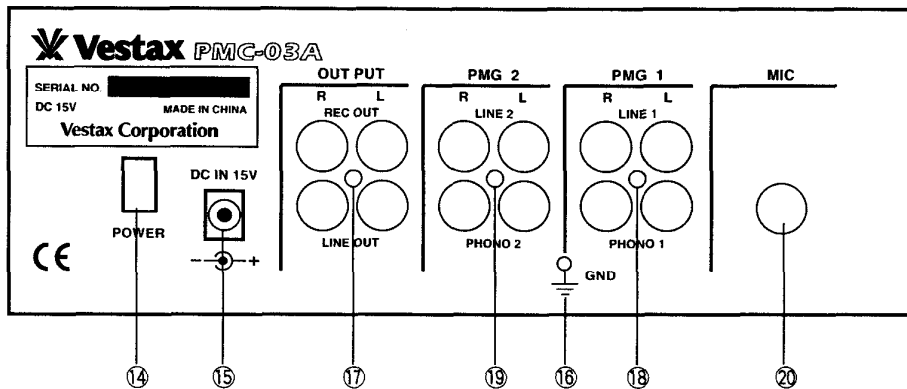 Vestax PMC-03A
SERIAL NO.
DC 15V MADE IN CHINA
Vestax Corporation
POWER
CE
DC IN 15V
- +
OUT PUT
R L
REC OUT
LINE OUT
PMG 2
R L
LINE 2
PHONO 2
PMG 1
R L
LINE 1
PHONO 1
GND
MIC
⑭ ⑮ ⑰ ⑲ ⑯ ⑱ ⑳